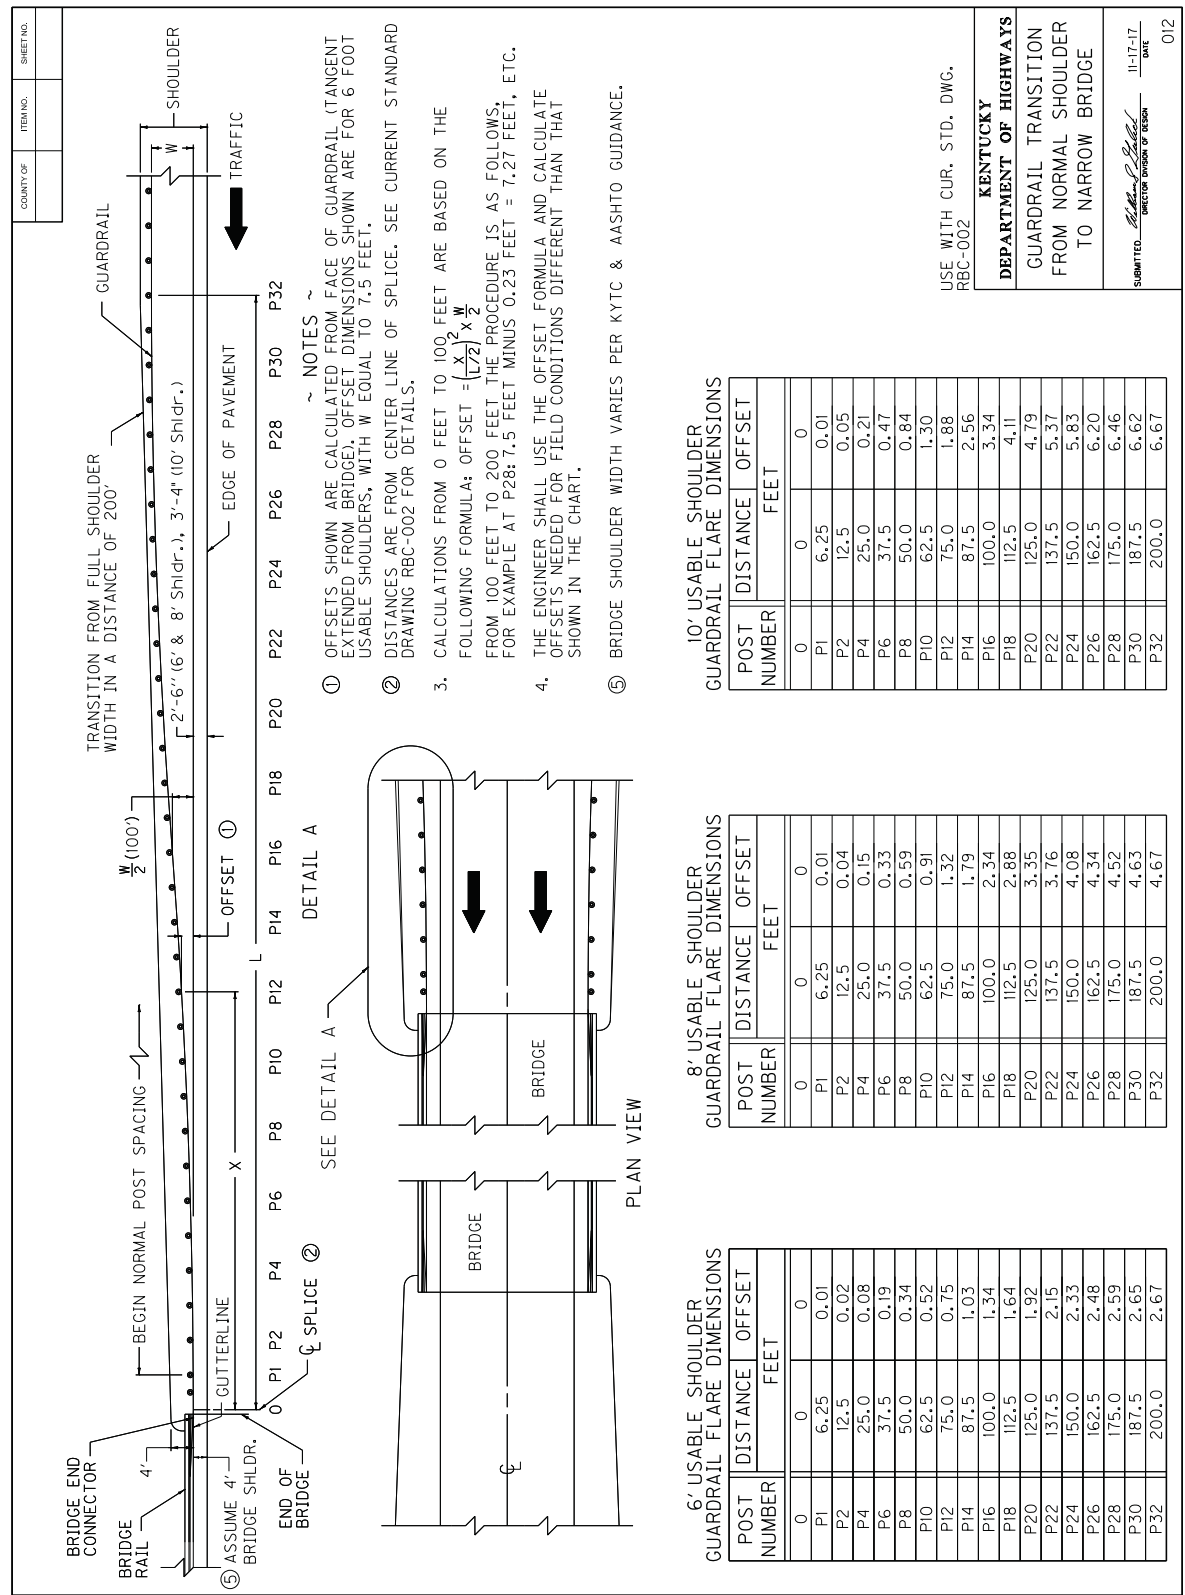 COUNTY OF
ITEM NO.
SHEET NO.
TRANSITION FROM FULL SHOULDER
WIDTH IN A DISTANCE OF 200'
GUARDRAIL
SHOULDER
W
TRAFFIC
BRIDGE END
CONNECTOR
BRIDGE
RAIL
4'
BEGIN NORMAL POST SPACING
W/2 (100')
2'-6" (6' & 8' Shldr.), 3'-4" (10' Shldr.)
EDGE OF PAVEMENT
GUTTERLINE
OFFSET ①
X
L
⑤ ASSUME 4'
BRIDGE SHLDR.
END OF
BRIDGE
0 P1 P2 P4 P6 P8 P10 P12 P14 P16 P18 P20 P22 P24 P26 P28 P30 P32
℄ SPLICE ②
DETAIL A
SEE DETAIL A
BRIDGE
BRIDGE
℄
PLAN VIEW
~ NOTES ~
① OFFSETS SHOWN ARE CALCULATED FROM FACE OF GUARDRAIL (TANGENT
EXTENDED FROM BRIDGE). OFFSET DIMENSIONS SHOWN ARE FOR 6 FOOT
USABLE SHOULDERS, WITH W EQUAL TO 7.5 FEET.
② DISTANCES ARE FROM CENTER LINE OF SPLICE. SEE CURRENT STANDARD
DRAWING RBC-002 FOR DETAILS.
3. CALCULATIONS FROM 0 FEET TO 100 FEET ARE BASED ON THE
FOLLOWING FORMULA: OFFSET = (X / L/2)² X W/2
FROM 100 FEET TO 200 FEET THE PROCEDURE IS AS FOLLOWS,
FOR EXAMPLE AT P28: 7.5 FEET MINUS 0.23 FEET = 7.27 FEET, ETC.
4. THE ENGINEER SHALL USE THE OFFSET FORMULA AND CALCULATE
OFFSETS NEEDED FOR FIELD CONDITIONS DIFFERENT THAN THAT
SHOWN IN THE CHART.
⑤ BRIDGE SHOULDER WIDTH VARIES PER KYTC & AASHTO GUIDANCE.
6' USABLE SHOULDER
GUARDRAIL FLARE DIMENSIONS
POST NUMBER DISTANCE OFFSET
FEET
0 0 0
P1 6.25 0.01
P2 12.5 0.02
P4 25.0 0.08
P6 37.5 0.19
P8 50.0 0.34
P10 62.5 0.52
P12 75.0 0.75
P14 87.5 1.03
P16 100.0 1.34
P18 112.5 1.64
P20 125.0 1.92
P22 137.5 2.15
P24 150.0 2.33
P26 162.5 2.48
P28 175.0 2.59
P30 187.5 2.65
P32 200.0 2.67
8' USABLE SHOULDER
GUARDRAIL FLARE DIMENSIONS
POST NUMBER DISTANCE OFFSET
FEET
0 0 0
P1 6.25 0.01
P2 12.5 0.04
P4 25.0 0.15
P6 37.5 0.33
P8 50.0 0.59
P10 62.5 0.91
P12 75.0 1.32
P14 87.5 1.79
P16 100.0 2.34
P18 112.5 2.88
P20 125.0 3.35
P22 137.5 3.76
P24 150.0 4.08
P26 162.5 4.34
P28 175.0 4.52
P30 187.5 4.63
P32 200.0 4.67
10' USABLE SHOULDER
GUARDRAIL FLARE DIMENSIONS
POST NUMBER DISTANCE OFFSET
FEET
0 0 0
P1 6.25 0.01
P2 12.5 0.05
P4 25.0 0.21
P6 37.5 0.47
P8 50.0 0.84
P10 62.5 1.30
P12 75.0 1.88
P14 87.5 2.56
P16 100.0 3.34
P18 112.5 4.11
P20 125.0 4.79
P22 137.5 5.37
P24 150.0 5.83
P26 162.5 6.20
P28 175.0 6.46
P30 187.5 6.62
P32 200.0 6.67
USE WITH CUR. STD. DWG.
RBC-002
KENTUCKY
DEPARTMENT OF HIGHWAYS
GUARDRAIL TRANSITION
FROM NORMAL SHOULDER
TO NARROW BRIDGE
SUBMITTED 11-17-17
DIRECTOR DIVISION OF DESIGN DATE
012